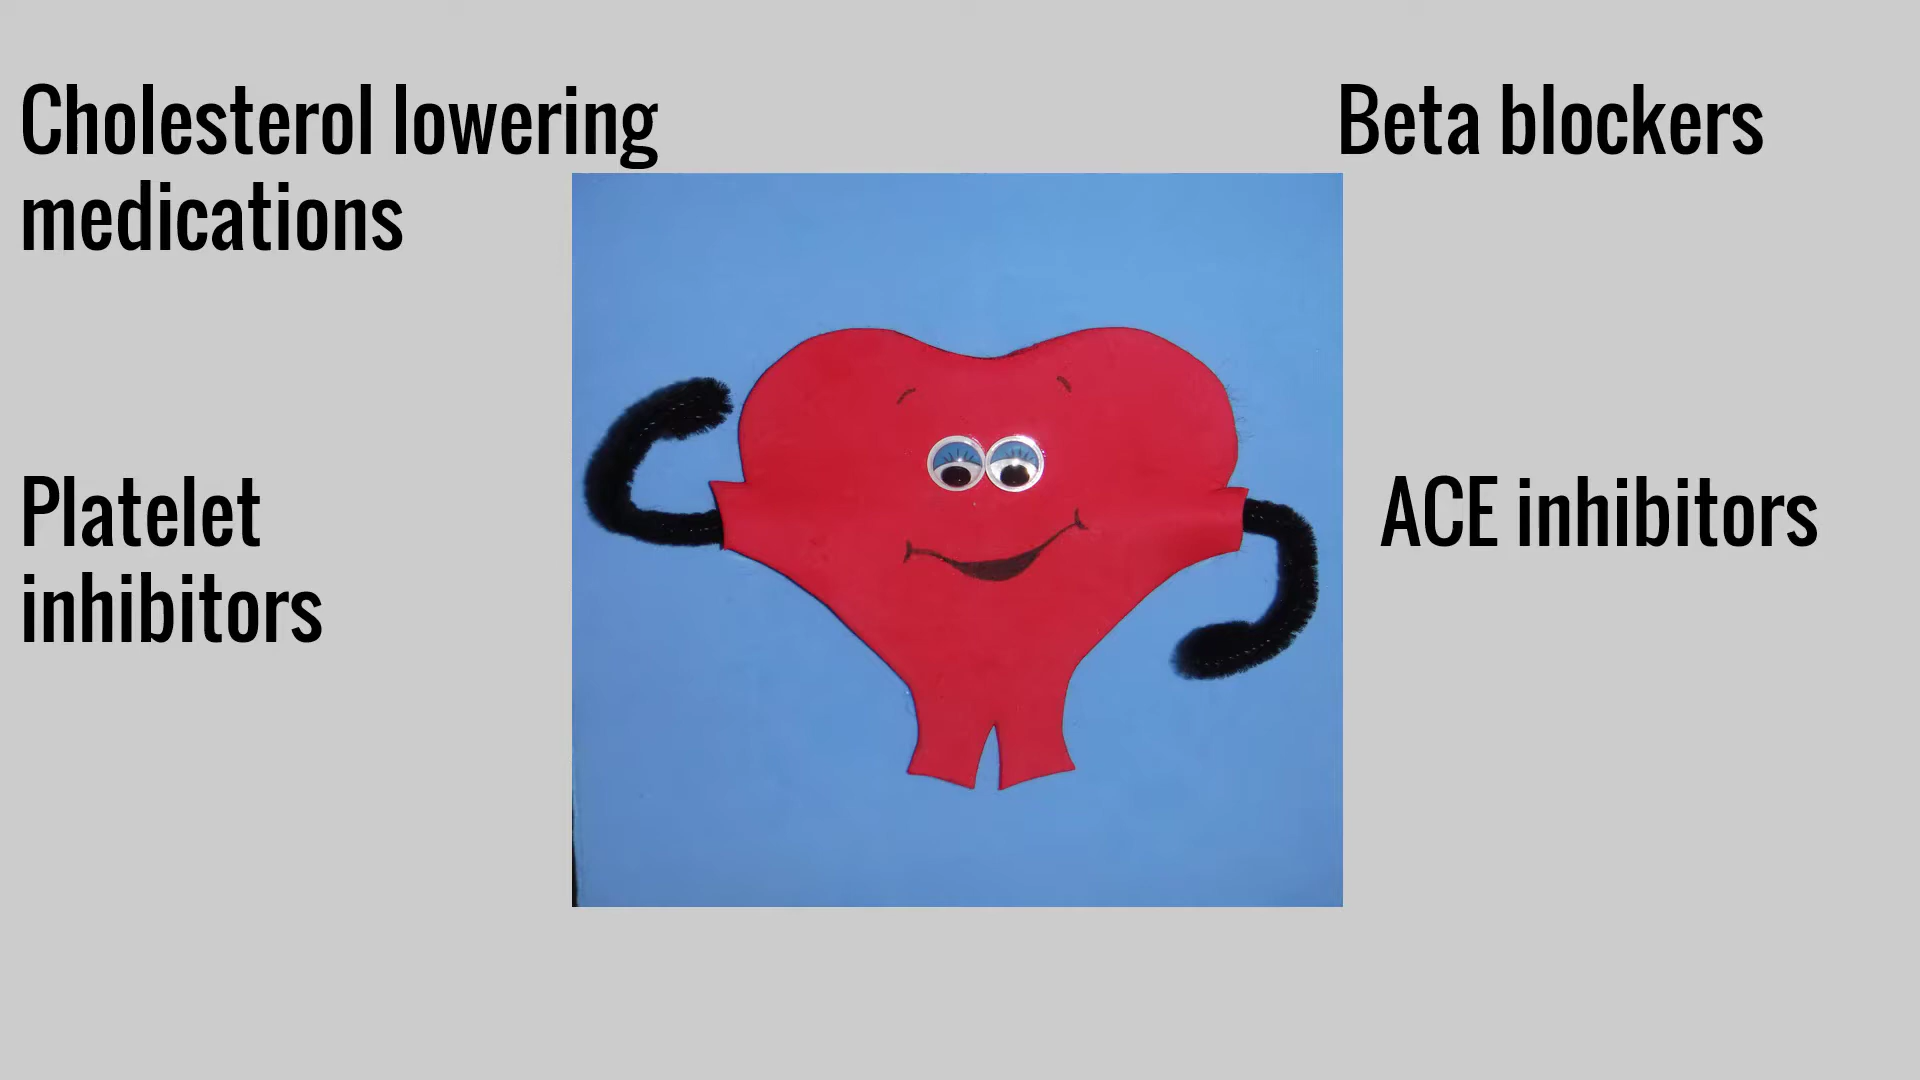 Cholesterol lowering
medications
Beta blockers
Platelet
inhibitors
ACE inhibitors